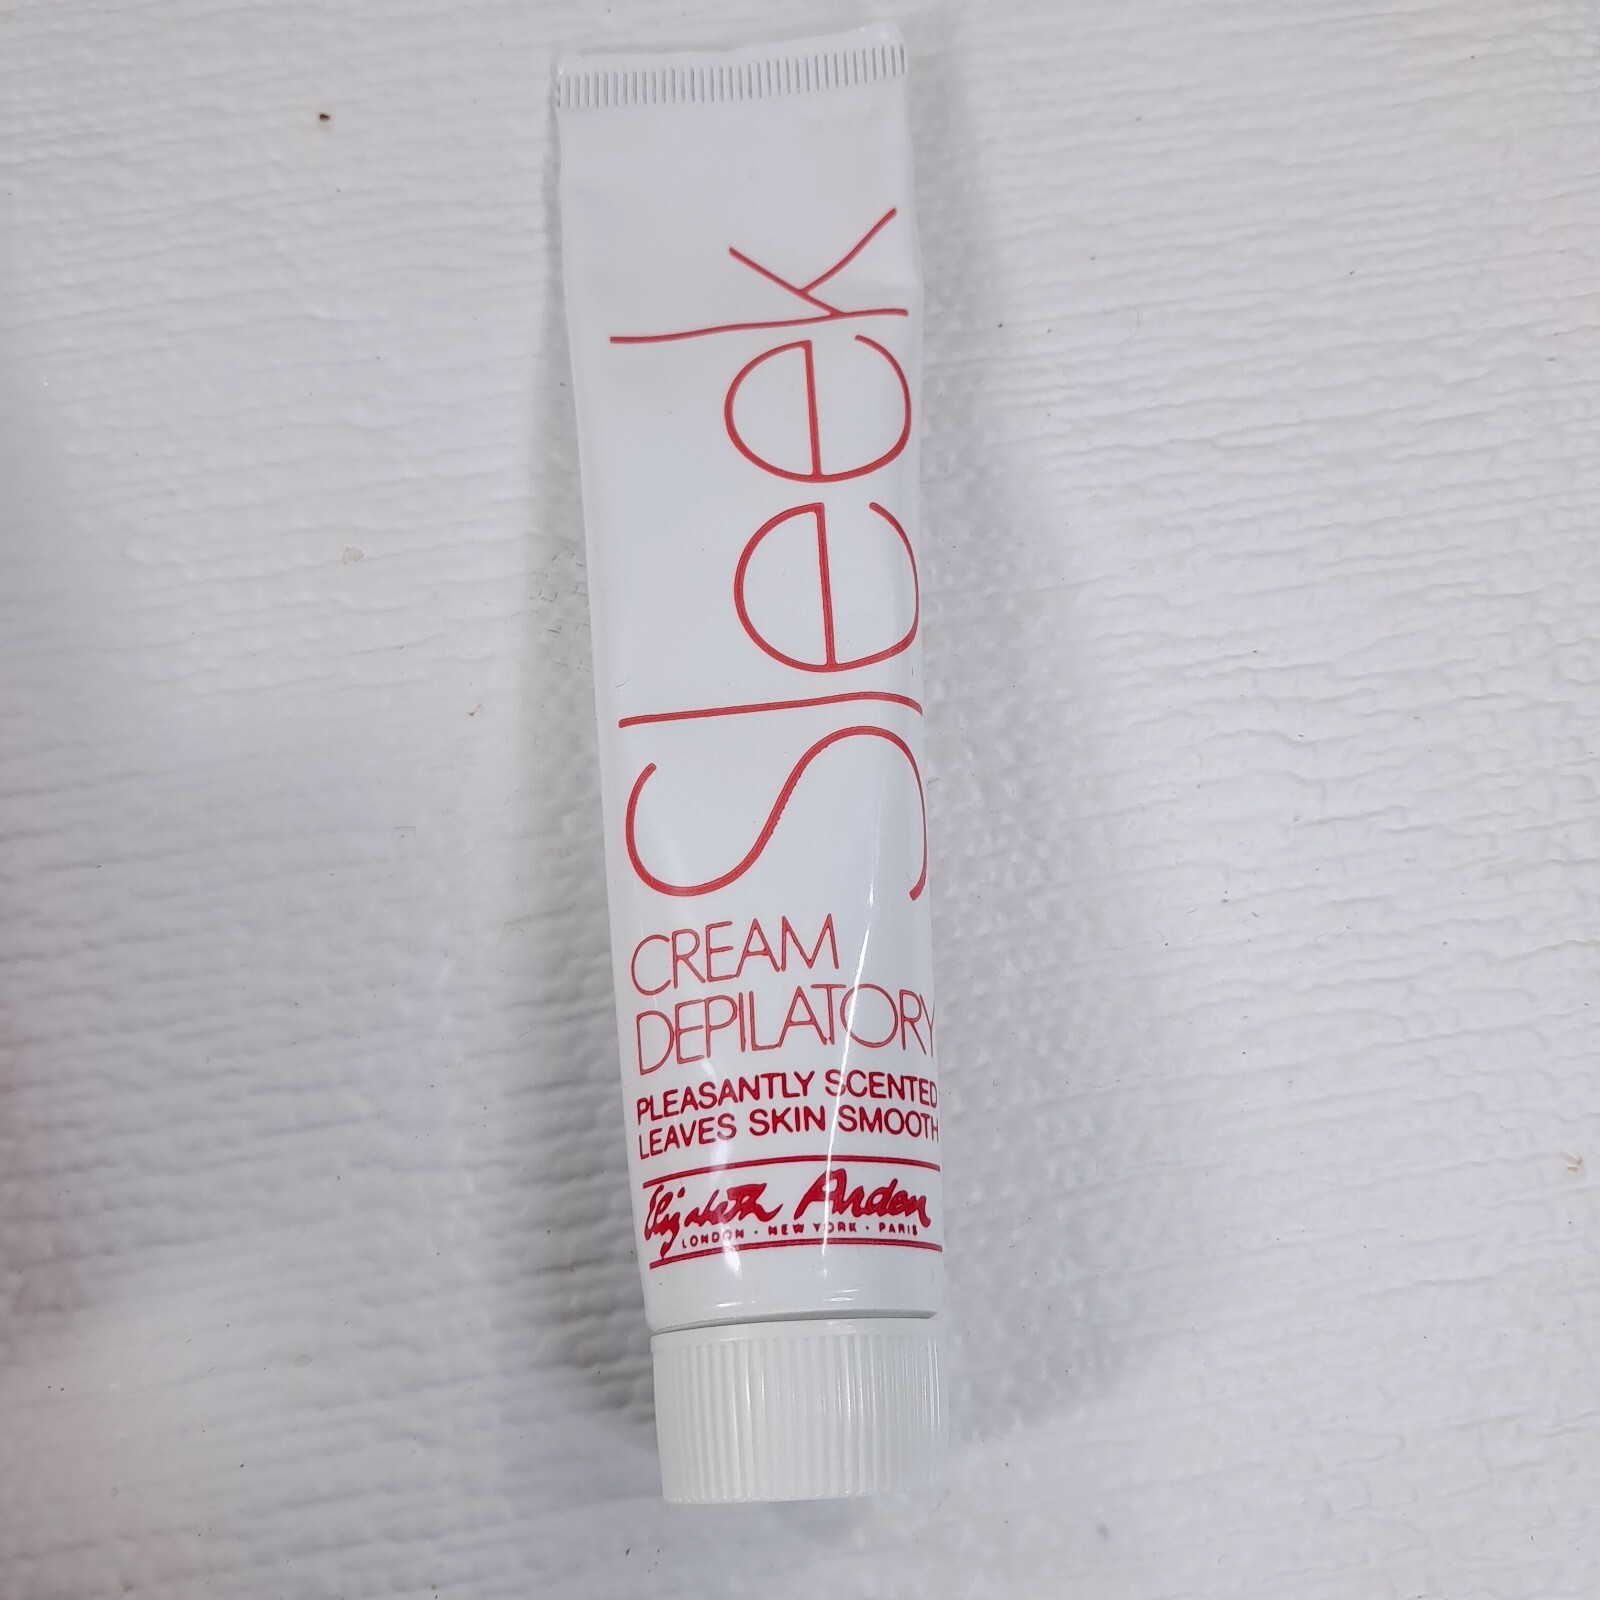 Sleek
CREAM
DEPILATORY
PLEASANTLY SCENTED
LEAVES SKIN SMOOTH
Elizabeth Arden
LONDON · NEW YORK · PARIS